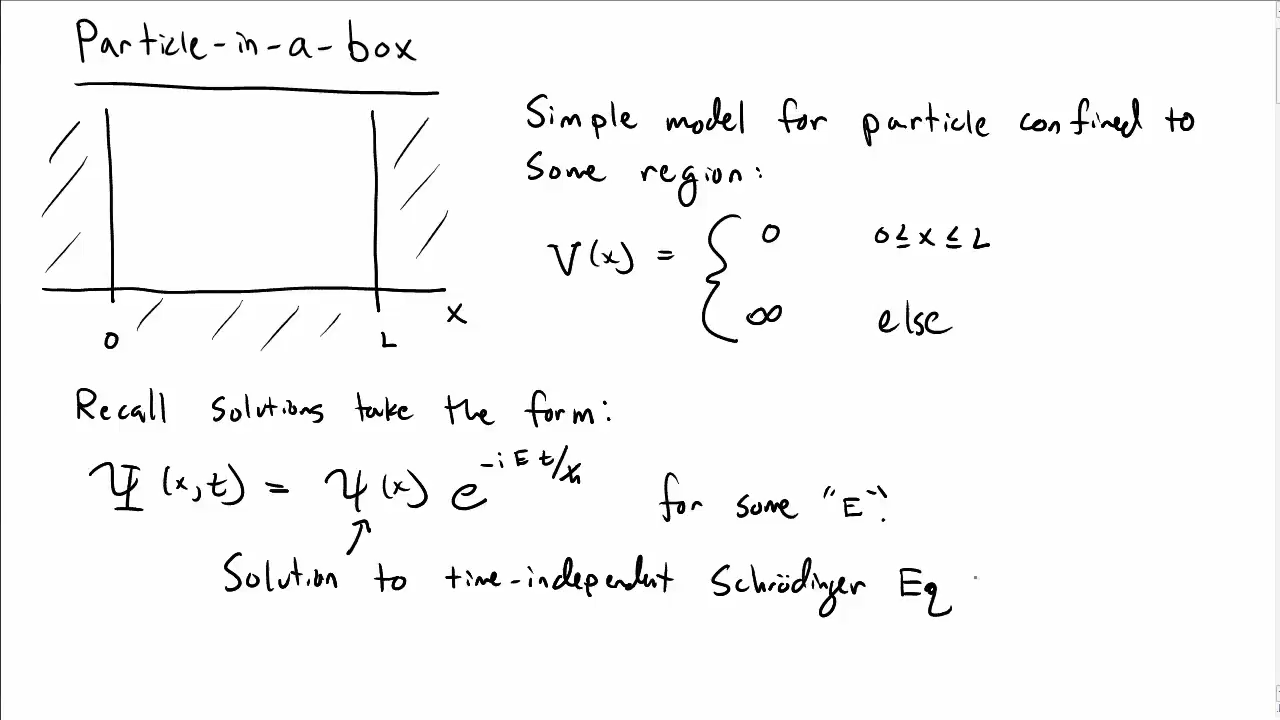 Particle-in-a-box
Simple model for particle confined to
some region:
V(x) = { 0 0 ≤ x ≤ L
∞ else
0 L x
Recall solutions take the form:
Ψ(x,t) = ψ(x) e^{-iEt/ħ} for some "E":
Solution to time-independent Schrödinger Eq